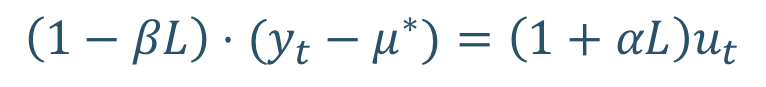 (1 − βL) · (yₜ − μ*) = (1 + αL)uₜ